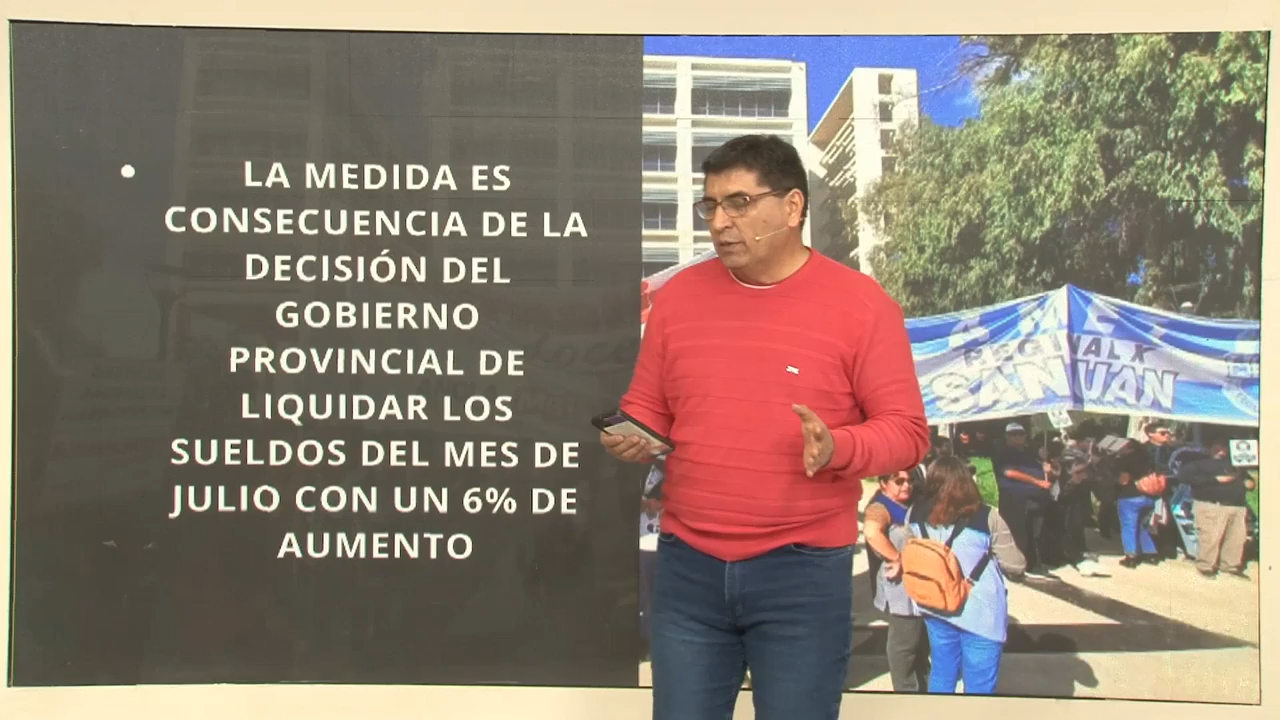 LA MEDIDA ES
CONSECUENCIA DE LA
DECISIÓN DEL
GOBIERNO
PROVINCIAL DE
LIQUIDAR LOS
SUELDOS DEL MES DE
JULIO CON UN 6% DE
AUMENTO
SAN JUAN